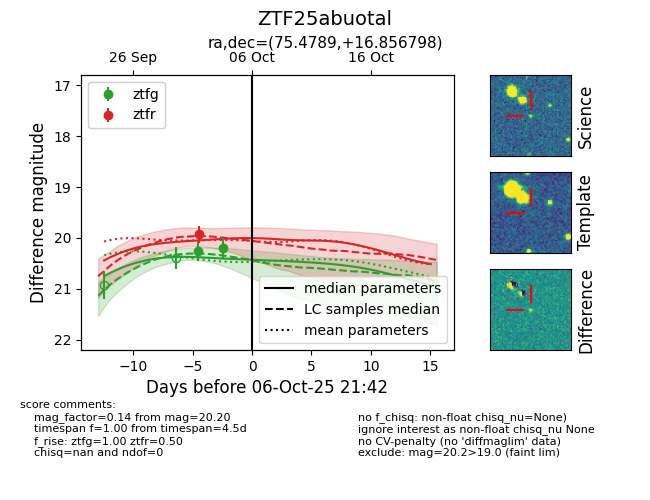 ZTF25abuotal
ra,dec=(75.4789,+16.856798)
26 Sep 06 Oct 16 Oct
ztfg
ztfr
17
18
19
20
21
22
Difference magnitude
median parameters
LC samples median
mean parameters
−10 −5 0 5 10 15
Days before 06-Oct-25 21:42
Science
Template
Difference
score comments:
mag_factor=0.14 from mag=20.20
timespan f=1.00 from timespan=4.5d
f_rise: ztfg=1.00 ztfr=0.50
chisq=nan and ndof=0
no f_chisq: non-float chisq_nu=None)
ignore interest as non-float chisq_nu None
no CV-penalty (no 'diffmaglim' data)
exclude: mag=20.2>19.0 (faint lim)